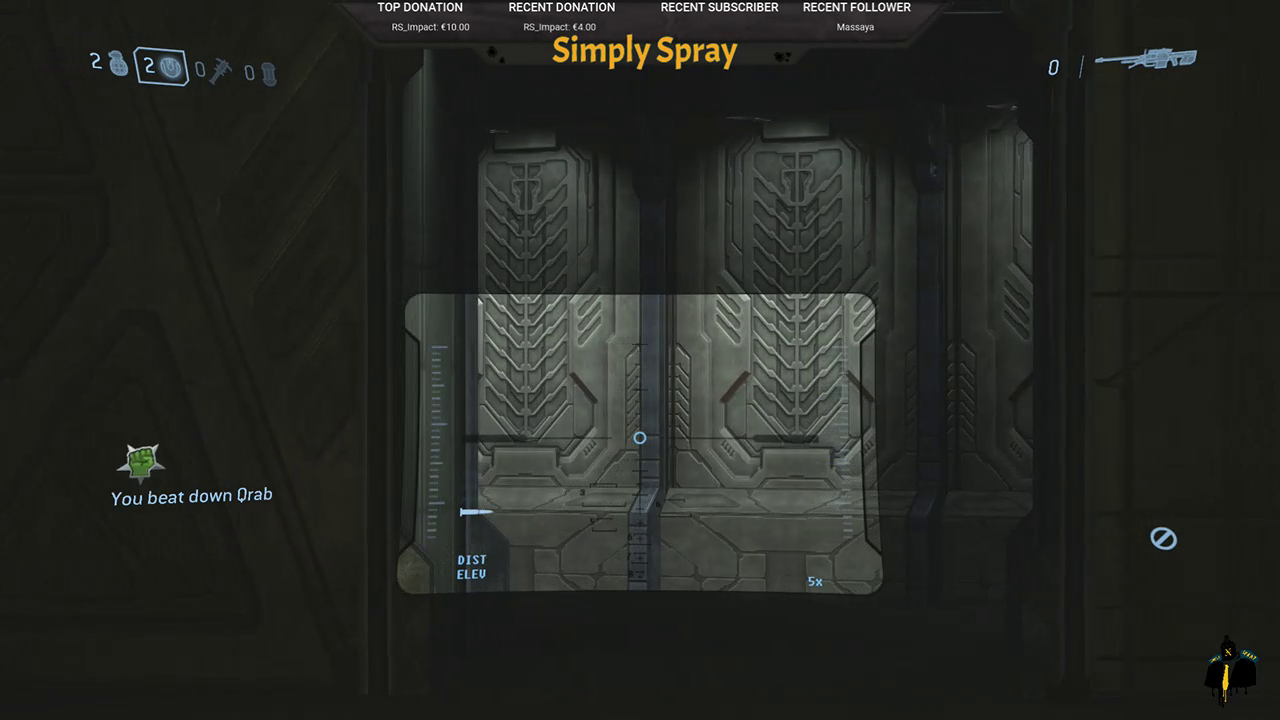 TOP DONATION RECENT DONATION RECENT SUBSCRIBER RECENT FOLLOWER
RS_Impact: €10.00 RS_Impact: €4.00 Massaya
Simply Spray
2 2 0 0 0
You beat down Qrab
DIST
ELEV
5x